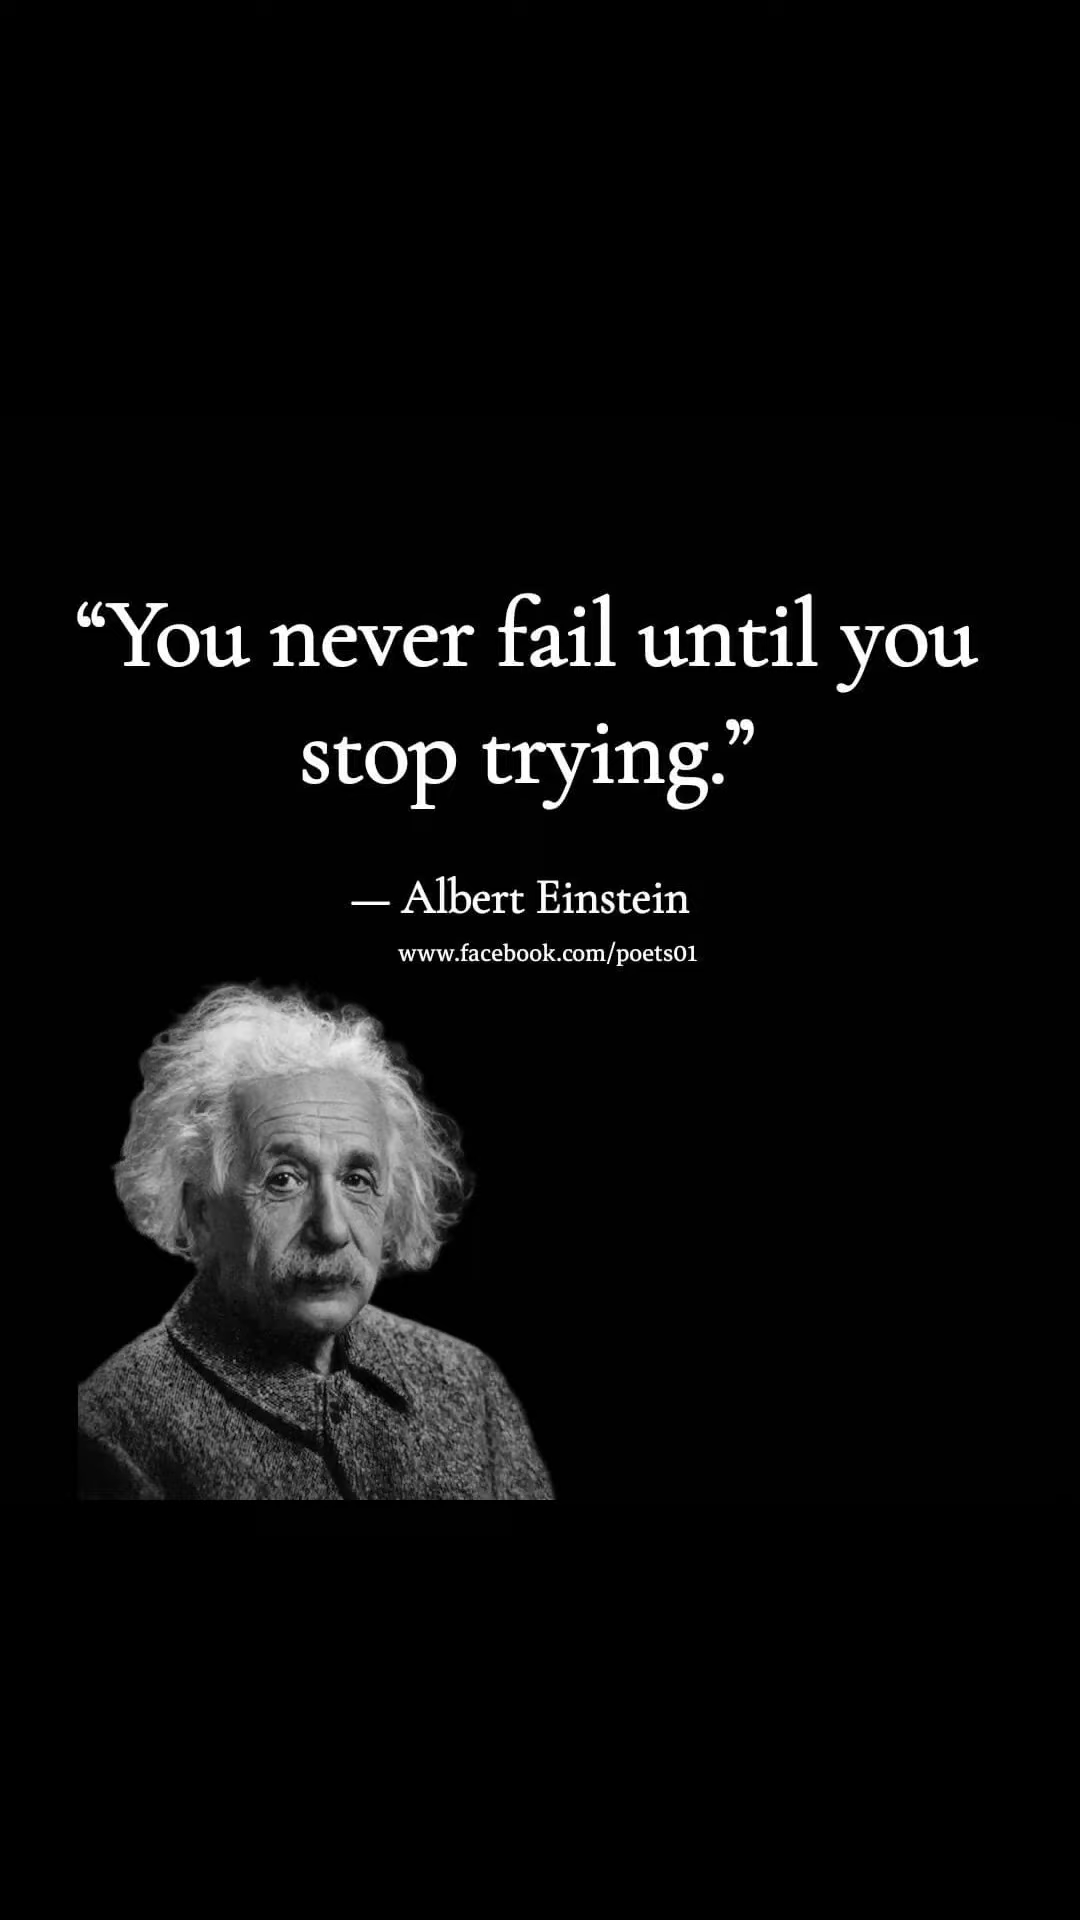 “You never fail until you
stop trying.”
— Albert Einstein
www.facebook.com/poets01